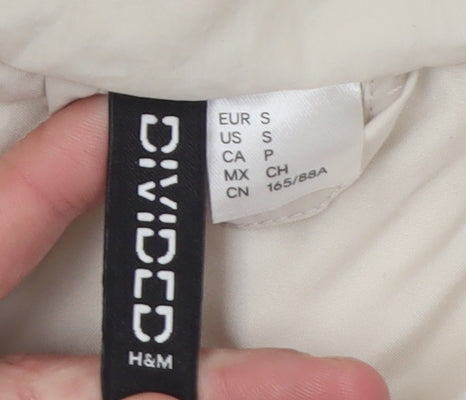 DIVIDED
H&M
EUR S
US S
CA P
MX CH
CN 165/88A